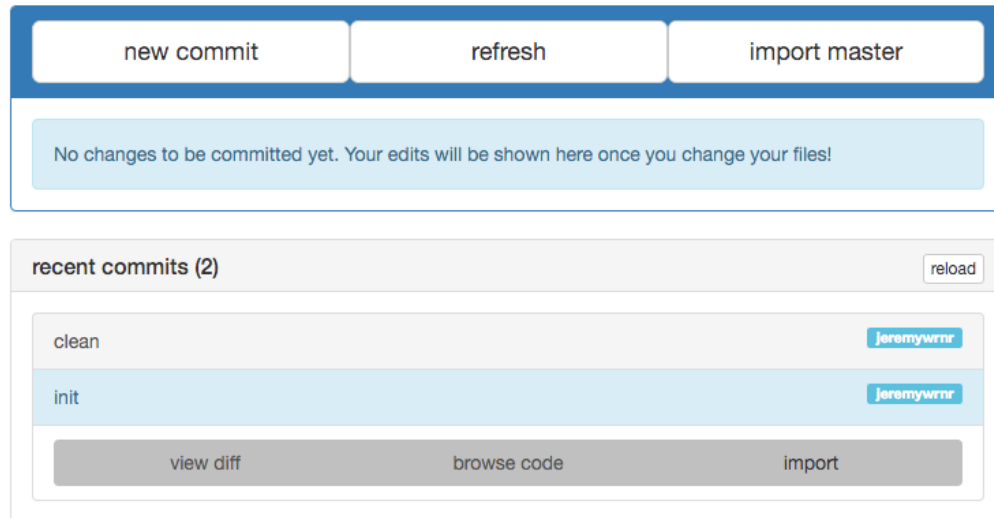 new commit refresh import master
No changes to be committed yet. Your edits will be shown here once you change your files!
recent commits (2) reload
clean jeremywrnr
init jeremywrnr
view diff browse code import